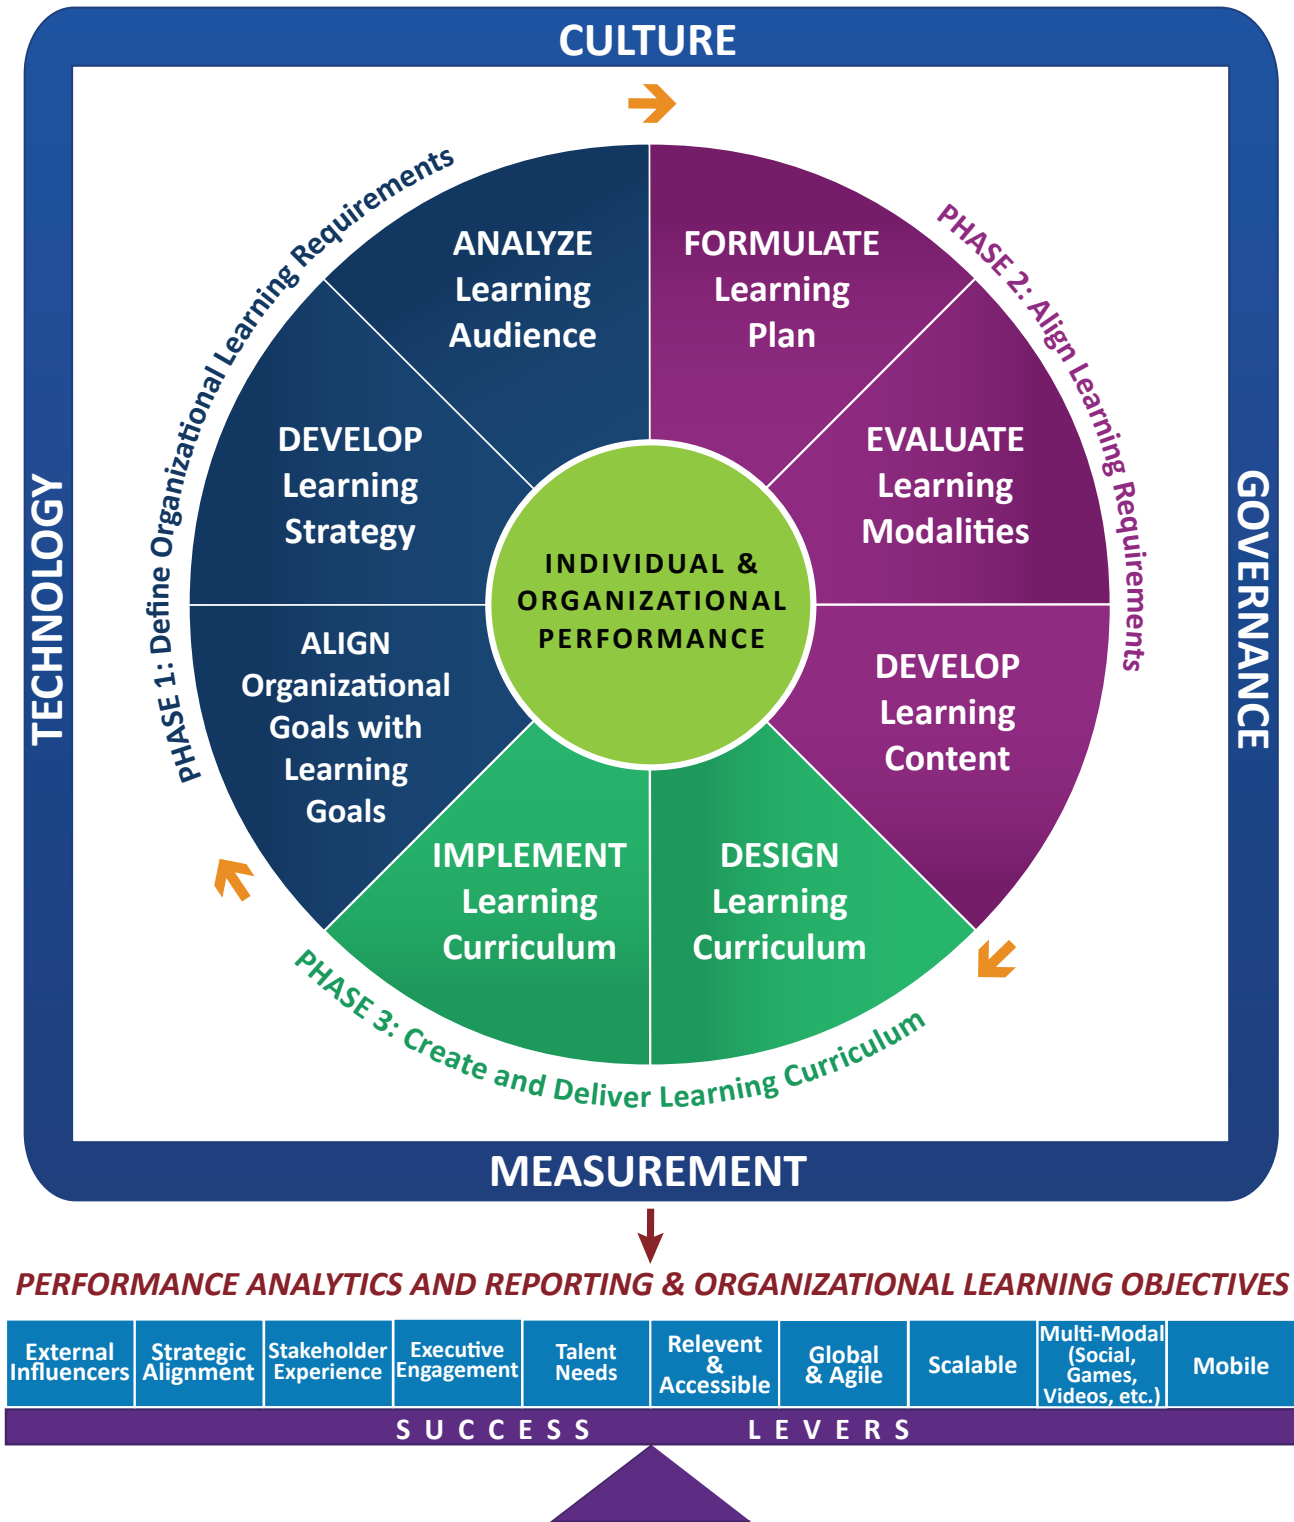 CULTURE
TECHNOLOGY
GOVERNANCE
PHASE 1: Define Organizational Learning Requirements
PHASE 2: Align Learning Requirements
ANALYZE
Learning
Audience
FORMULATE
Learning
Plan
DEVELOP
Learning
Strategy
EVALUATE
Learning
Modalities
INDIVIDUAL &
ORGANIZATIONAL
PERFORMANCE
ALIGN
Organizational
Goals with
Learning
Goals
DEVELOP
Learning
Content
IMPLEMENT
Learning
Curriculum
DESIGN
Learning
Curriculum
PHASE 3: Create and Deliver Learning Curriculum
MEASUREMENT
PERFORMANCE ANALYTICS AND REPORTING & ORGANIZATIONAL LEARNING OBJECTIVES
External
Influencers
Strategic
Alignment
Stakeholder
Experience
Executive
Engagement
Talent
Needs
Relevent
&
Accessible
Global
& Agile
Scalable
Multi-Modal
(Social,
Games,
Videos, etc.)
Mobile
SUCCESS LEVERS